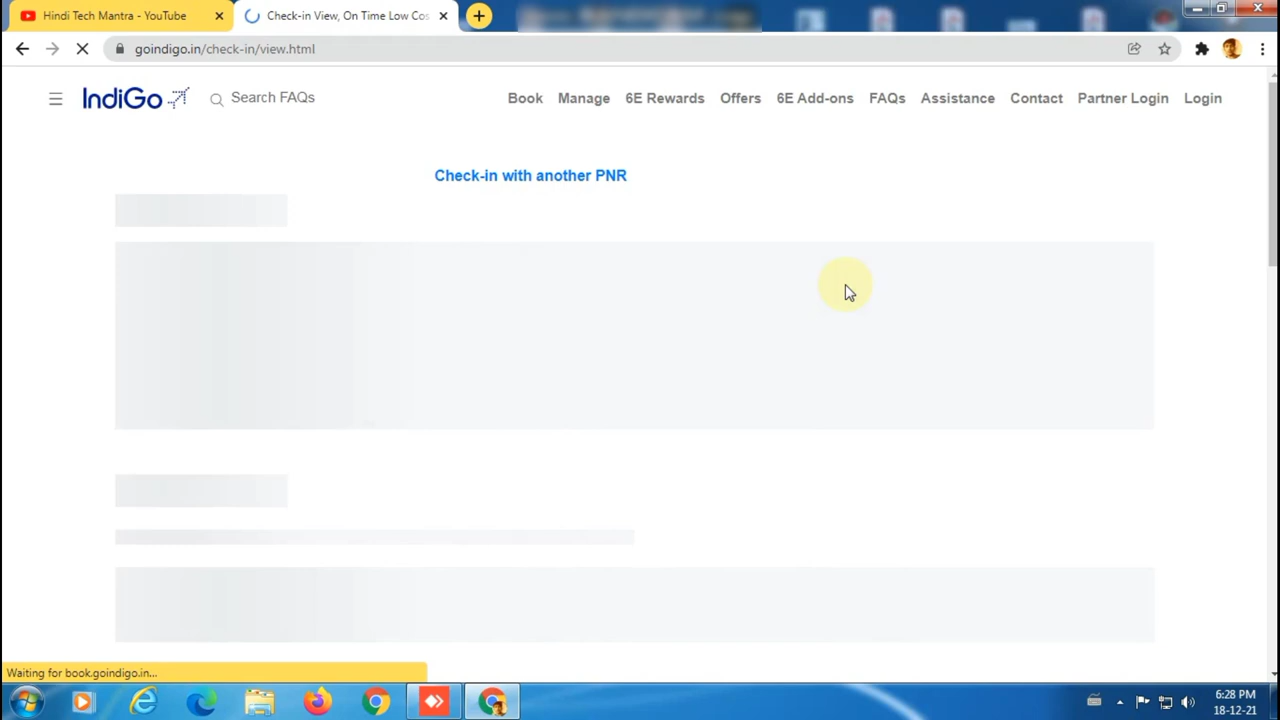 Hindi Tech Mantra - YouTube
Check-in View, On Time Low Cos
goindigo.in/check-in/view.html
IndiGo
Search FAQs
Book
Manage
6E Rewards
Offers
6E Add-ons
FAQs
Assistance
Contact
Partner Login
Login
Check-in with another PNR
Waiting for book.goindigo.in...
6:28 PM
18-12-21